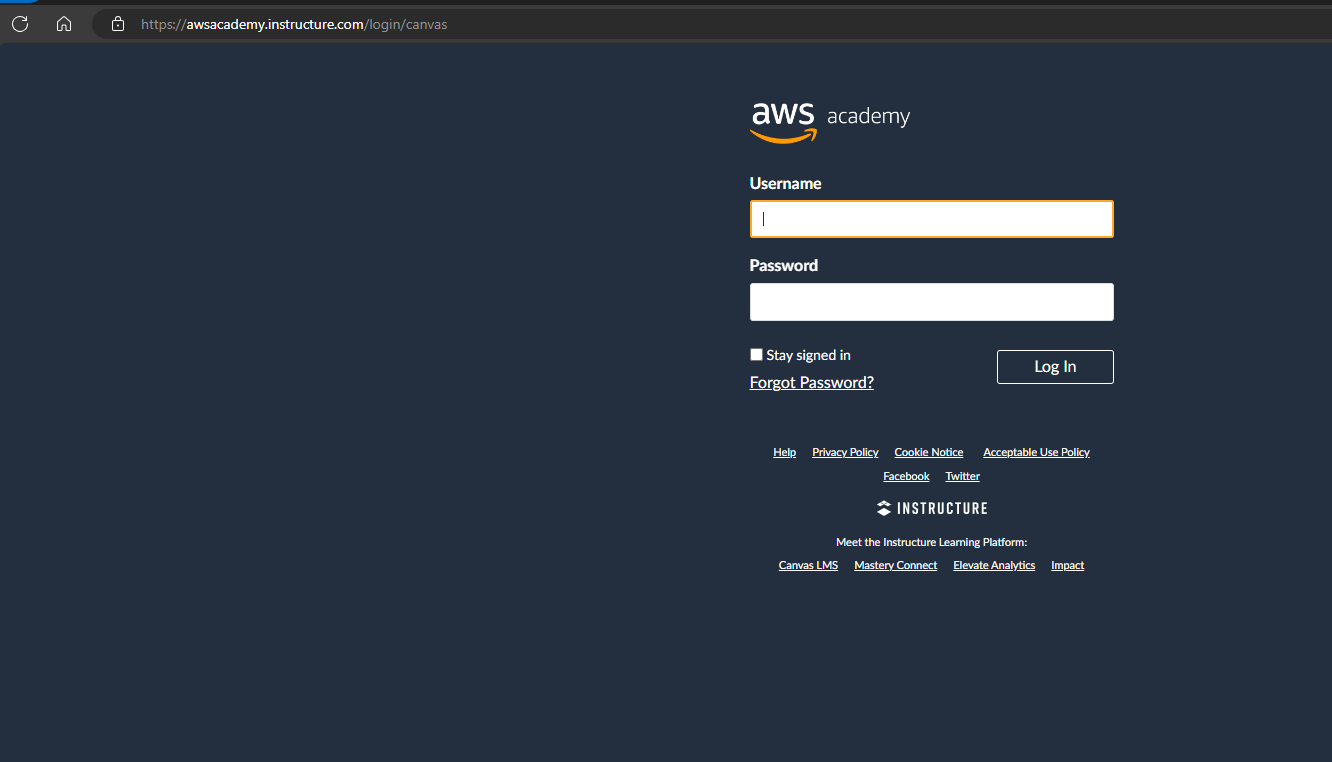 https://awsacademy.instructure.com/login/canvas
aws academy
Username
Password
Stay signed in
Log In
Forgot Password?
Help Privacy Policy Cookie Notice Acceptable Use Policy
Facebook Twitter
INSTRUCTURE
Meet the Instructure Learning Platform:
Canvas LMS Mastery Connect Elevate Analytics Impact